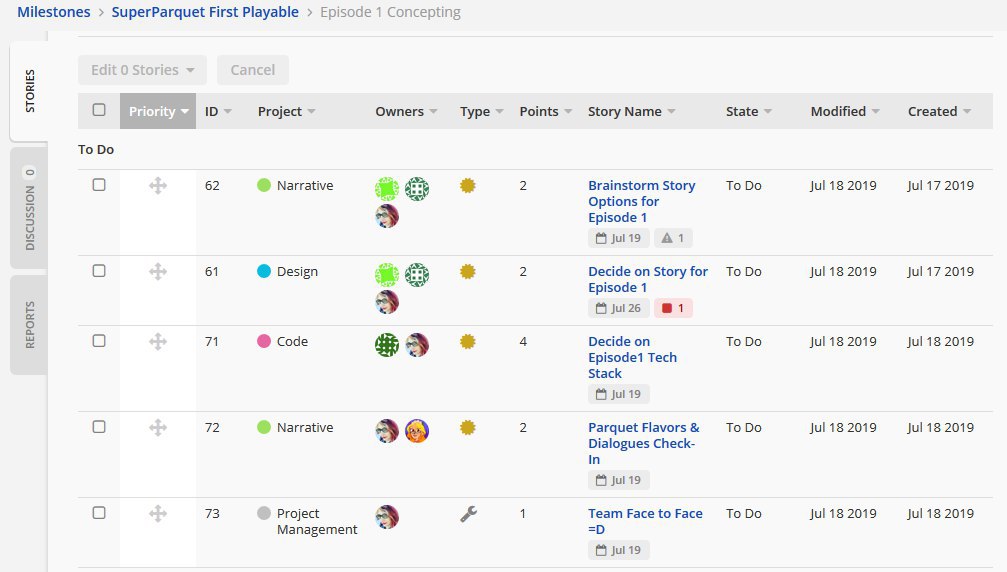 Milestones > SuperParquet First Playable > Episode 1 Concepting
STORIES
DISCUSSION 0
REPORTS
Edit 0 Stories Cancel
Priority ID Project Owners Type Points Story Name State Modified Created
To Do
62 Narrative 2 Brainstorm Story To Do Jul 18 2019 Jul 17 2019
Options for
Episode 1
Jul 19 1
61 Design 2 Decide on Story for To Do Jul 18 2019 Jul 17 2019
Episode 1
Jul 26 1
71 Code 4 Decide on To Do Jul 18 2019 Jul 18 2019
Episode1 Tech
Stack
Jul 19
72 Narrative 2 Parquet Flavors & To Do Jul 18 2019 Jul 18 2019
Dialogues Check-
In
Jul 19
73 Project 1 Team Face to Face To Do Jul 18 2019 Jul 18 2019
Management =D
Jul 19